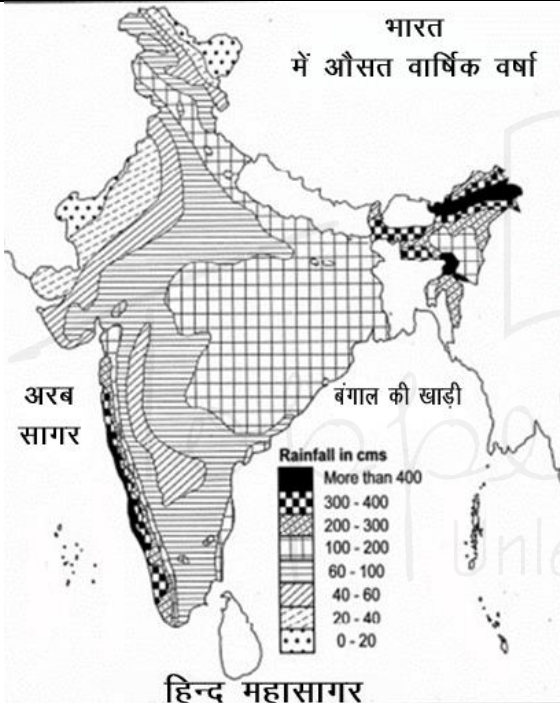 भारत
में औसत वार्षिक वर्षा
अरब
सागर
बंगाल की खाड़ी
Rainfall in cms
More than 400
300 - 400
200 - 300
100 - 200
60 - 100
40 - 60
20 - 40
0 - 20
हिन्द महासागर